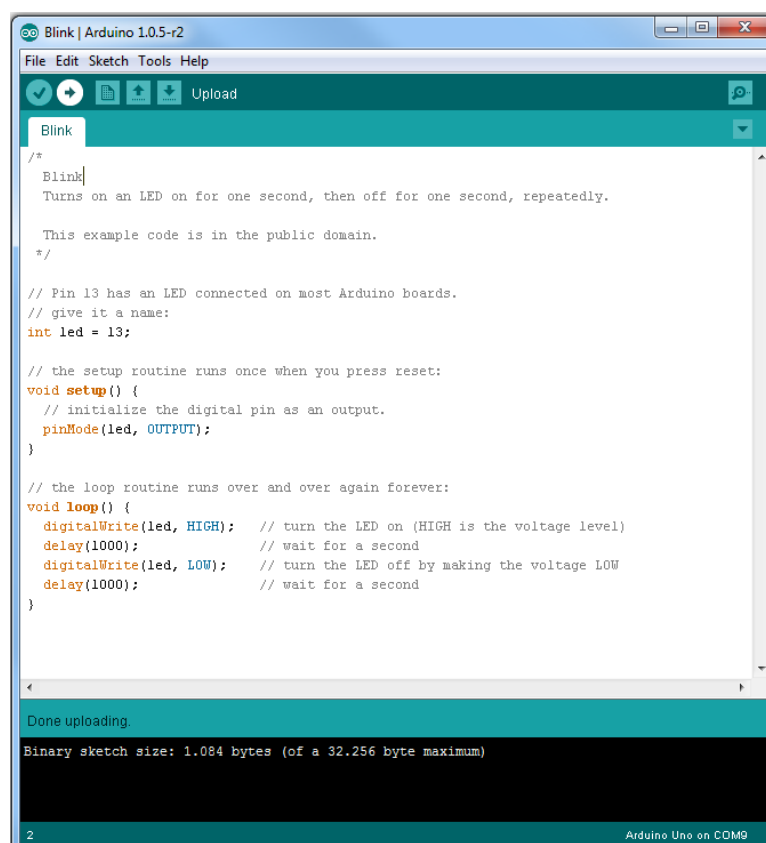 Blink | Arduino 1.0.5-r2
File Edit Sketch Tools Help
Upload
Blink
/*
  Blink
  Turns on an LED on for one second, then off for one second, repeatedly.

  This example code is in the public domain.
 */

// Pin 13 has an LED connected on most Arduino boards.
// give it a name:
int led = 13;

// the setup routine runs once when you press reset:
void setup() {
  // initialize the digital pin as an output.
  pinMode(led, OUTPUT);
}

// the loop routine runs over and over again forever:
void loop() {
  digitalWrite(led, HIGH);   // turn the LED on (HIGH is the voltage level)
  delay(1000);               // wait for a second
  digitalWrite(led, LOW);    // turn the LED off by making the voltage LOW
  delay(1000);               // wait for a second
}
Done uploading.
Binary sketch size: 1.084 bytes (of a 32.256 byte maximum)
2 Arduino Uno on COM9